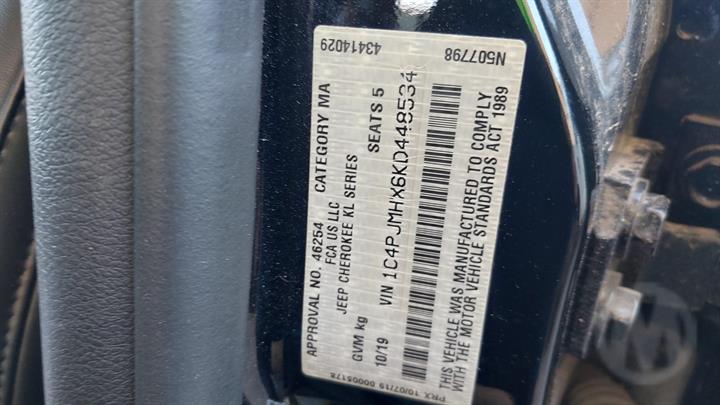 43414029 N507798
APPROVAL NO. 46254 CATEGORY MA
FCA US LLC
JEEP CHEROKEE KL SERIES
GVM kg SEATS 5
10/19
VIN 1C4PJMHX6KD448534
THIS VEHICLE WAS MANUFACTURED TO COMPLY
WITH THE MOTOR VEHICLE STANDARDS ACT 1989
PRX 10/07/19 00005178
M